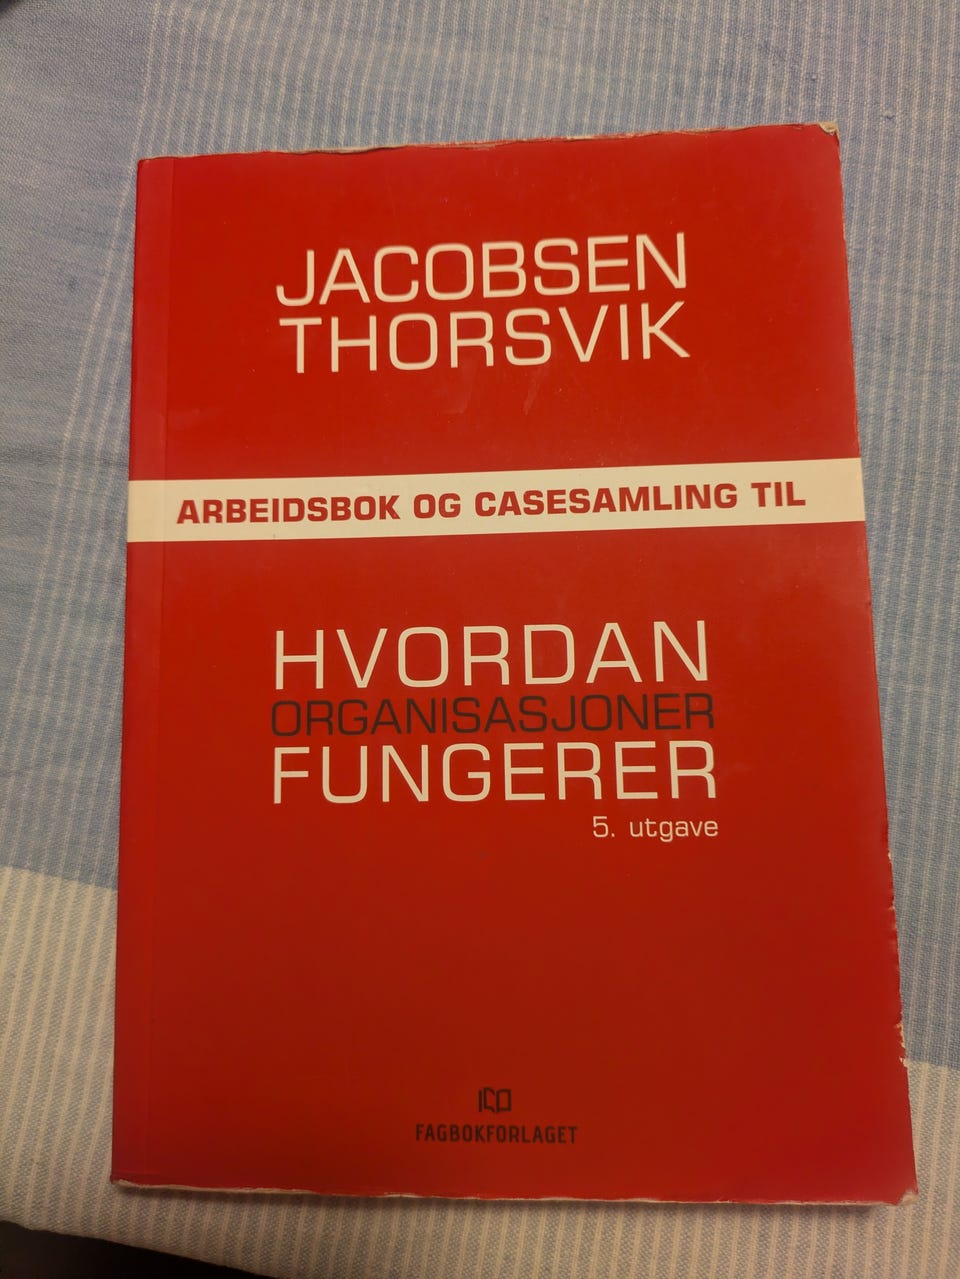 JACOBSEN
THORSVIK
ARBEIDSBOK OG CASESAMLING TIL
HVORDAN
ORGANISASJONER
FUNGERER
5. utgave
FAGBOKFORLAGET